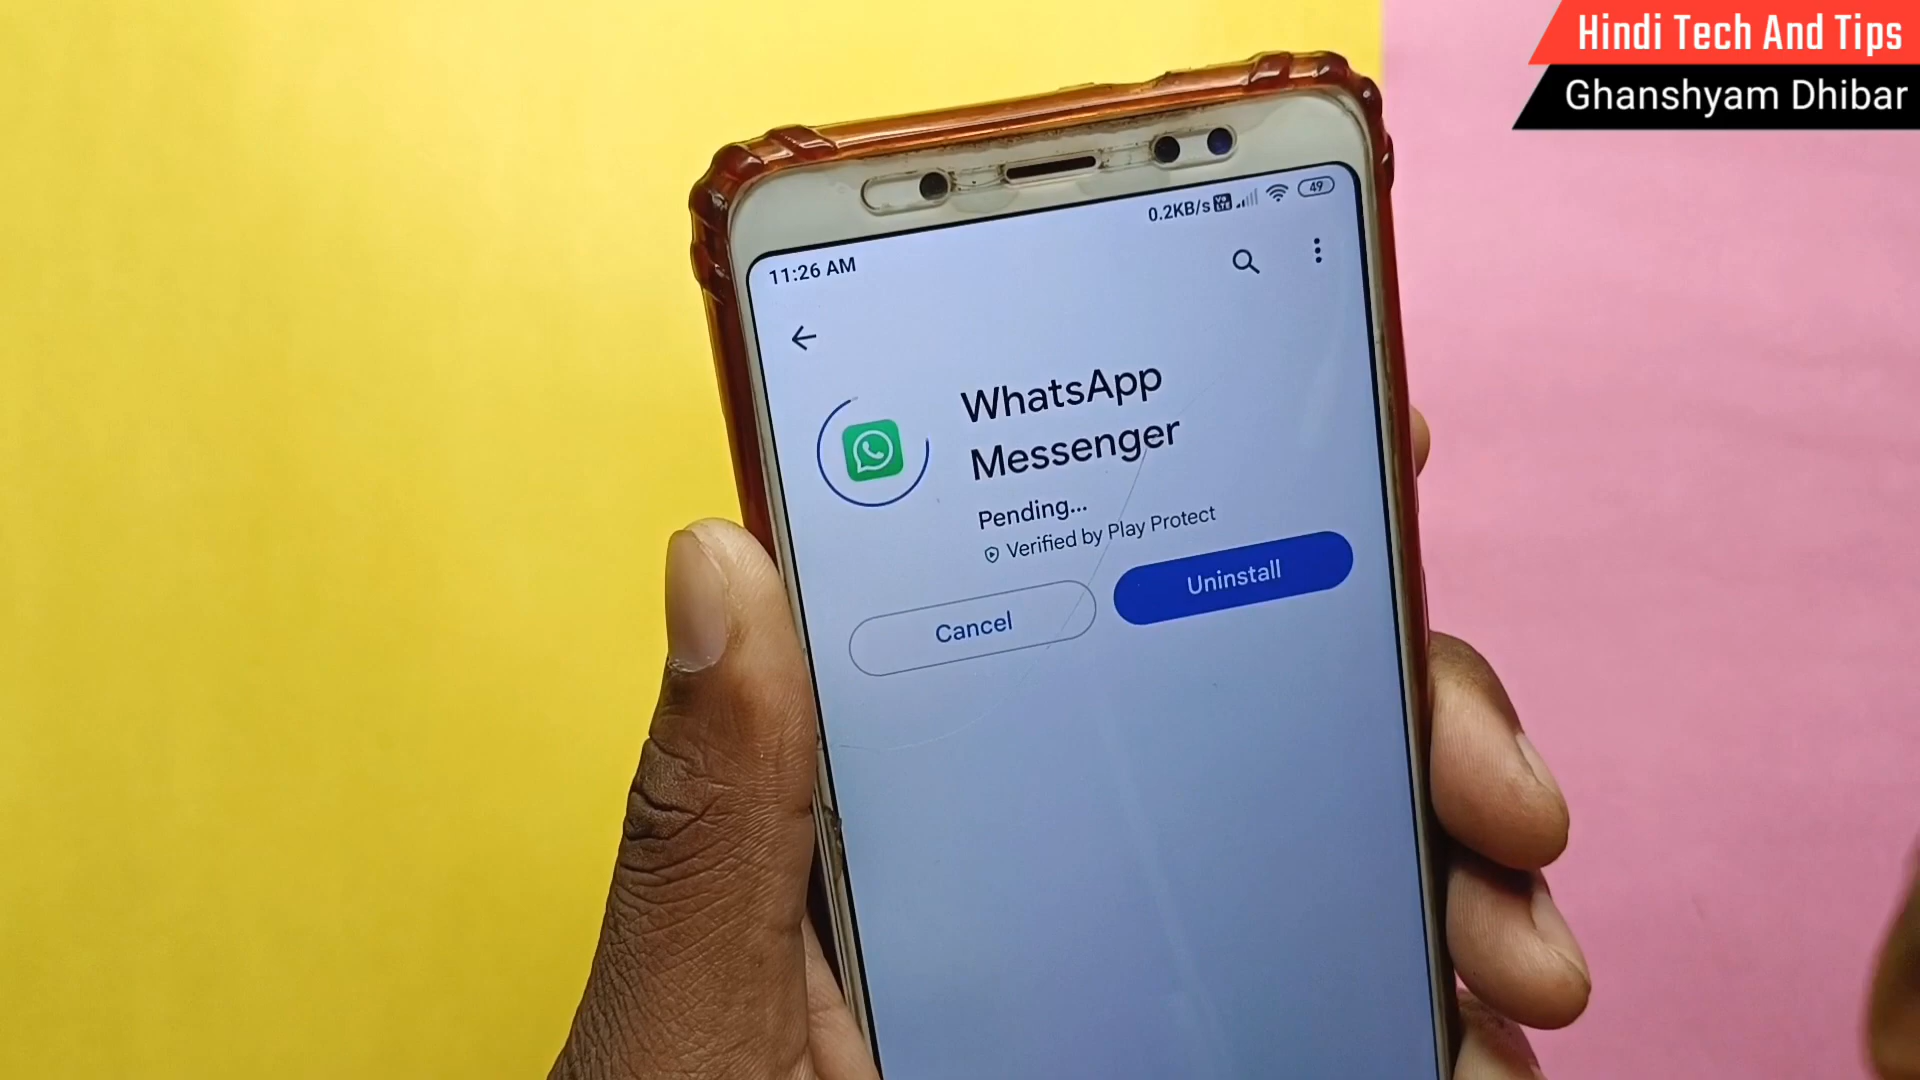 Hindi Tech And Tips
Ghanshyam Dhibar
0.2KB/s
49
11:26 AM
WhatsApp
Messenger
Pending...
Verified by Play Protect
Cancel
Uninstall